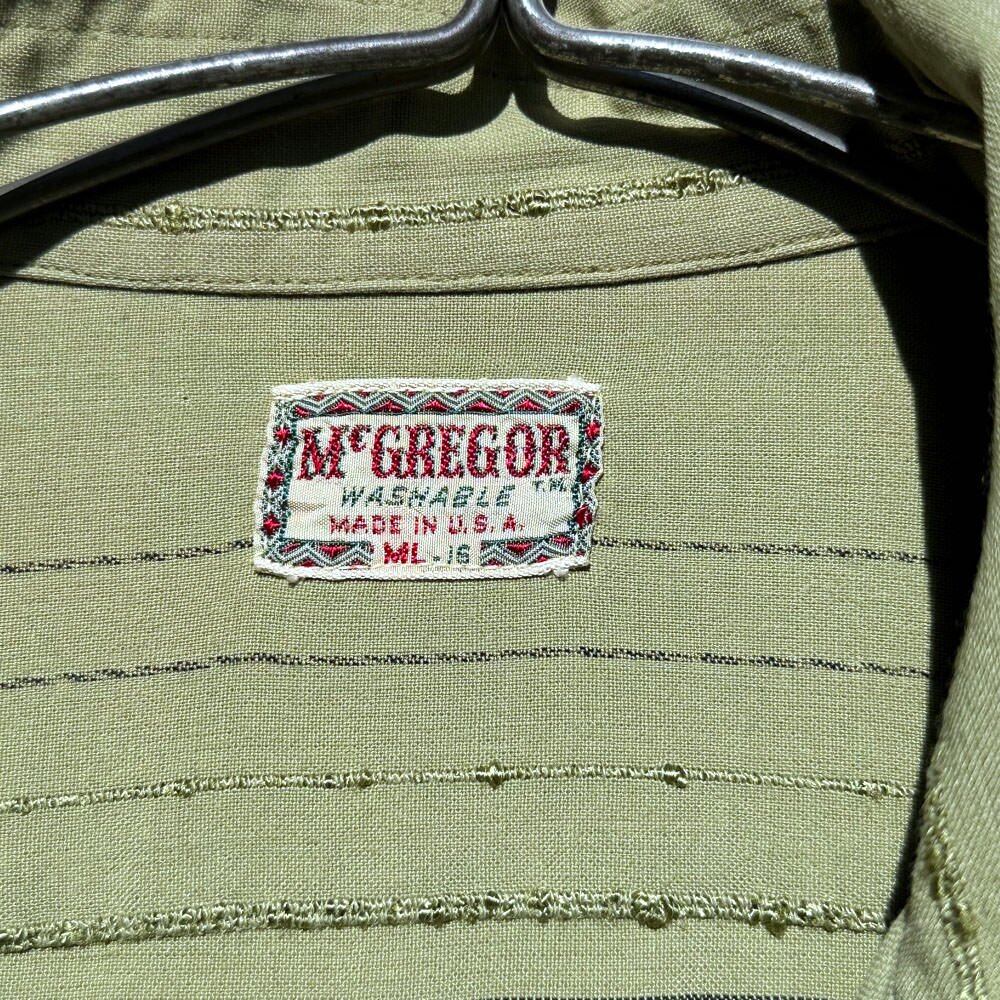 McGREGOR
WASHABLE T.M.
MADE IN U.S.A.
ML-16